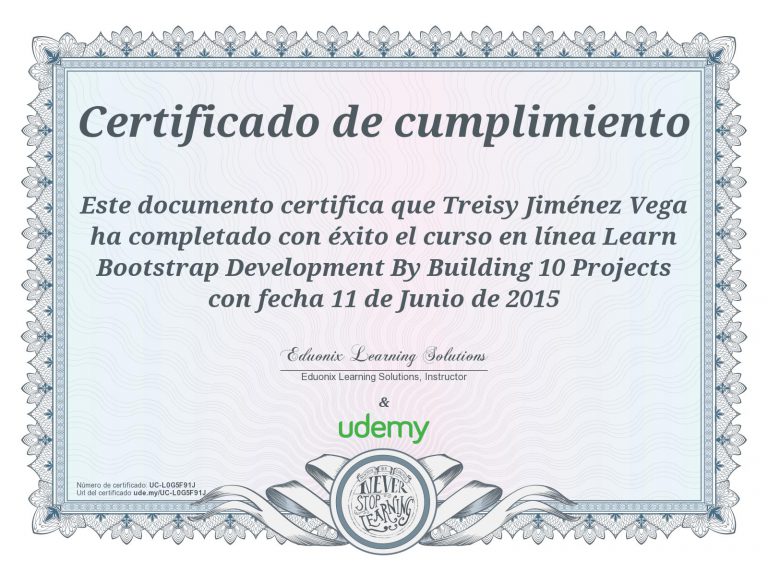 Certificado de cumplimiento
Este documento certifica que Treisy Jiménez Vega
ha completado con éxito el curso en línea Learn
Bootstrap Development By Building 10 Projects
con fecha 11 de Junio de 2015
Eduonix Learning Solutions
Eduonix Learning Solutions, Instructor
&
udemy
Número de certificado: UC-L0G5F91J
Url del certificado ude.my/UC-L0G5F91J
NEVER
STOP
LEARNING